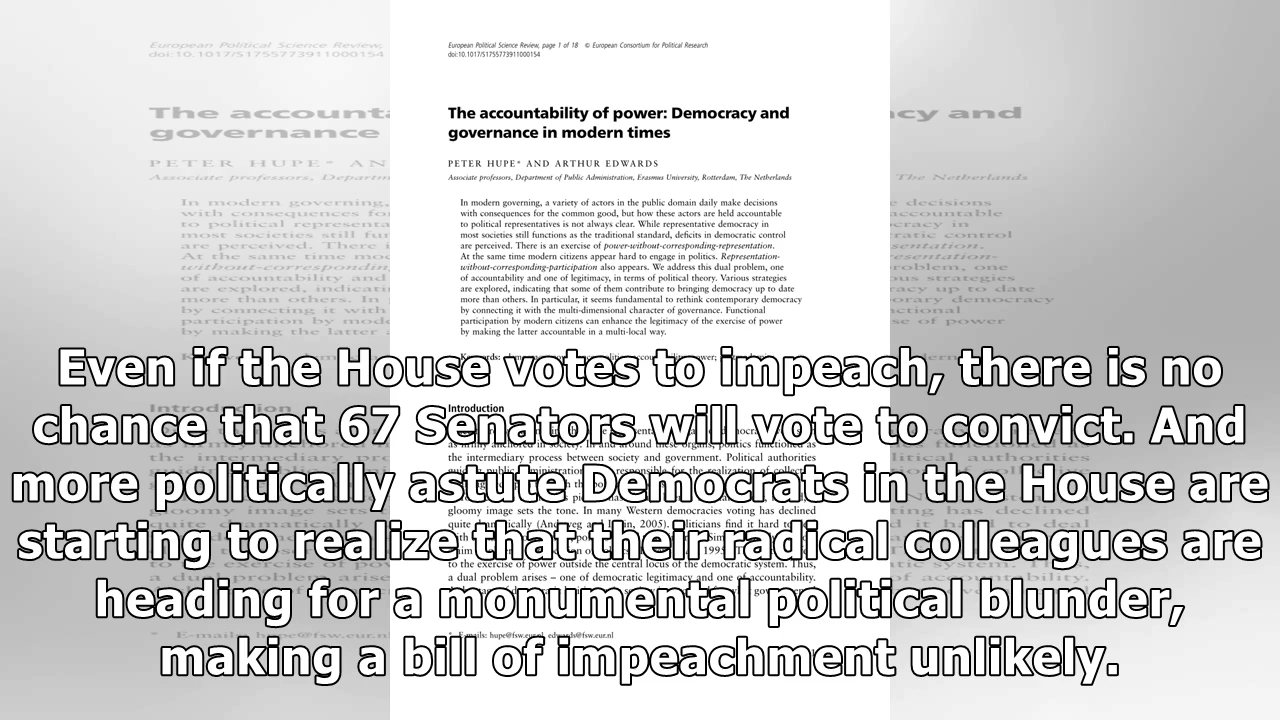 European Political Science Review, page 1 of 18 © European Consortium for Political Research
doi:10.1017/S1755773911000154
The accountability of power: Democracy and
governance in modern times
PETER HUPE* AND ARTHUR EDWARDS
Associate professors, Department of Public Administration, Erasmus University, Rotterdam, The Netherlands
In modern governing, a variety of actors in the public domain daily make decisions
with consequences for the common good, but how these actors are held accountable
to political representatives is not always clear. While representative democracy in
most societies still functions as the traditional standard, deficits in democratic control
are perceived. There is an exercise of power-without-corresponding-representation.
At the same time modern citizens appear hard to engage in politics. Representation-
without-corresponding-participation also appears. We address this dual problem, one
of accountability and one of legitimacy, in terms of political theory. Various strategies
are explored, indicating that some of them contribute to bringing democracy up to date
more than others. In particular, it seems fundamental to rethink contemporary democracy
by connecting it with the multi-dimensional character of governance. Functional
participation by modern citizens can enhance the legitimacy of the exercise of power
by making the latter accountable in a multi-local way.
Even if the House votes to impeach, there is no
chance that 67 Senators will vote to convict. And
more politically astute Democrats in the House are
starting to realize that their radical colleagues are
heading for a monumental political blunder,
making a bill of impeachment unlikely.
Introduction
the intermediary process between society and government. Political authorities
gloomy image sets the tone. In many Western democracies voting has declined
to the exercise of power outside the central locus of the democratic system. Thus,
a dual problem arises – one of democratic legitimacy and one of accountability.
* E-mails: hupe@fsw.eur.nl, edwards@fsw.eur.nl